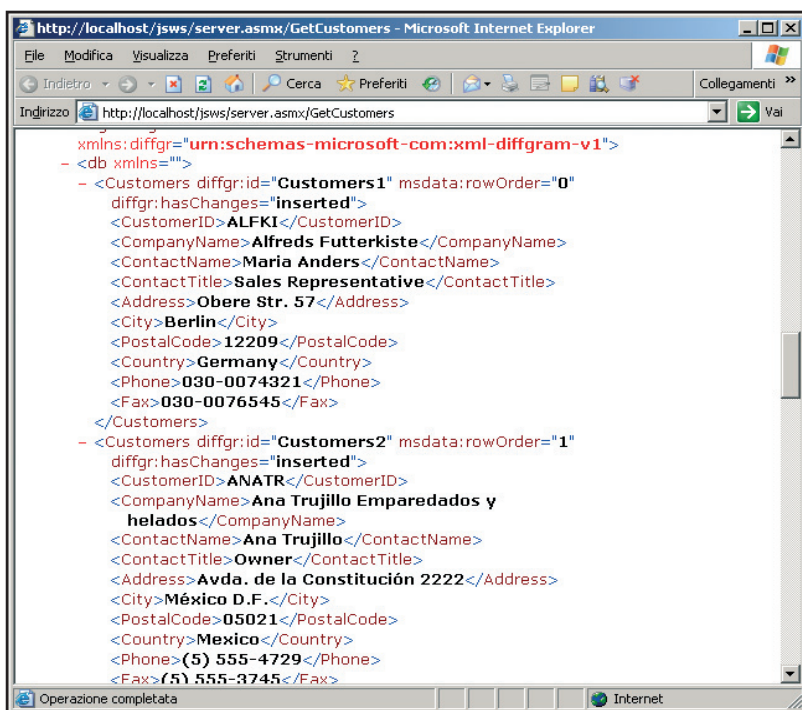 http://localhost/jsws/server.asmx/GetCustomers - Microsoft Internet Explorer
File Modifica Visualizza Preferiti Strumenti ?
Indietro Cerca Preferiti Collegamenti »
Indirizzo http://localhost/jsws/server.asmx/GetCustomers Vai
xmlns:diffgr="urn:schemas-microsoft-com:xml-diffgram-v1">
- <db xmlns="">
- <Customers diffgr:id="Customers1" msdata:rowOrder="0"
diffgr:hasChanges="inserted">
<CustomerID>ALFKI</CustomerID>
<CompanyName>Alfreds Futterkiste</CompanyName>
<ContactName>Maria Anders</ContactName>
<ContactTitle>Sales Representative</ContactTitle>
<Address>Obere Str. 57</Address>
<City>Berlin</City>
<PostalCode>12209</PostalCode>
<Country>Germany</Country>
<Phone>030-0074321</Phone>
<Fax>030-0076545</Fax>
</Customers>
- <Customers diffgr:id="Customers2" msdata:rowOrder="1"
diffgr:hasChanges="inserted">
<CustomerID>ANATR</CustomerID>
<CompanyName>Ana Trujillo Emparedados y
helados</CompanyName>
<ContactName>Ana Trujillo</ContactName>
<ContactTitle>Owner</ContactTitle>
<Address>Avda. de la Constitución 2222</Address>
<City>México D.F.</City>
<PostalCode>05021</PostalCode>
<Country>Mexico</Country>
<Phone>(5) 555-4729</Phone>
<Fax>(5) 555-3745</Fax>
Operazione completata Internet